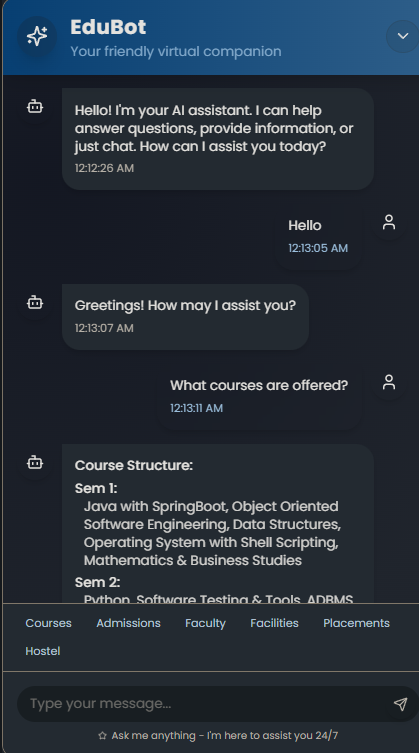 EduBot
Your friendly virtual companion
Hello! I'm your AI assistant. I can help
answer questions, provide information, or
just chat. How can I assist you today?
12:12:26 AM
Hello
12:13:05 AM
Greetings! How may I assist you?
12:13:07 AM
What courses are offered?
12:13:11 AM
Course Structure:
Sem 1:
Java with SpringBoot, Object Oriented
Software Engineering, Data Structures,
Operating System with Shell Scripting,
Mathematics & Business Studies
Sem 2:
Python, Software Testing & Tools, ADBMS
Courses Admissions Faculty Facilities Placements
Hostel
Type your message...
Ask me anything - I'm here to assist you 24/7